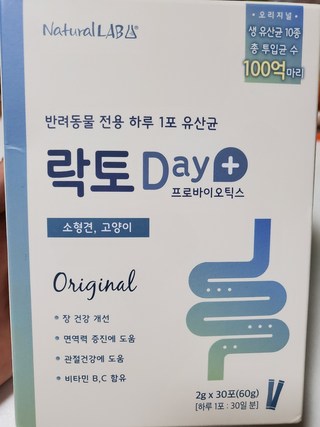 Natural LAB
오리지널
생 유산균 10종
총 투입균 수
100억마리
반려동물 전용 하루 1포 유산균
락토 Day+
프로바이오틱스
소형견, 고양이
Original
장 건강 개선
면역력 증진에 도움
관절건강에 도움
비타민 B,C 함유
2g x 30포(60g)
[하루 1포 : 30일 분]